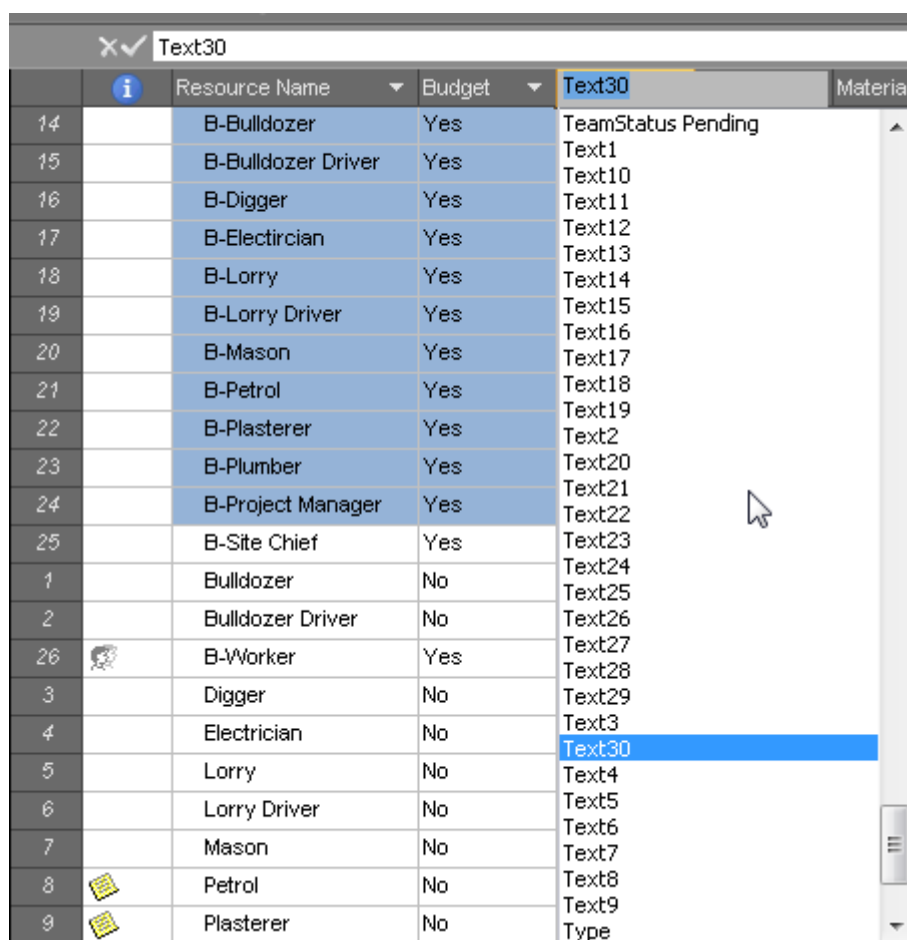 Text30
Resource Name Budget Text30 Materia
14 B-Bulldozer Yes
15 B-Bulldozer Driver Yes
16 B-Digger Yes
17 B-Electircian Yes
18 B-Lorry Yes
19 B-Lorry Driver Yes
20 B-Mason Yes
21 B-Petrol Yes
22 B-Plasterer Yes
23 B-Plumber Yes
24 B-Project Manager Yes
25 B-Site Chief Yes
1 Bulldozer No
2 Bulldozer Driver No
26 B-Worker Yes
3 Digger No
4 Electrician No
5 Lorry No
6 Lorry Driver No
7 Mason No
8 Petrol No
9 Plasterer No
TeamStatus Pending
Text1
Text10
Text11
Text12
Text13
Text14
Text15
Text16
Text17
Text18
Text19
Text2
Text20
Text21
Text22
Text23
Text24
Text25
Text26
Text27
Text28
Text29
Text3
Text30
Text4
Text5
Text6
Text7
Text8
Text9
Type